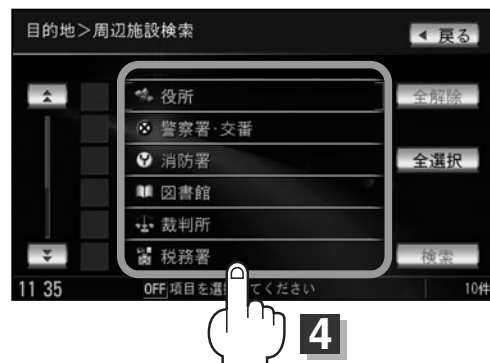 目的地>周辺施設検索
戻る
役所
全解除
警察署·交番
消防署
全選択
図書館
裁判所
税務署
検索
11 35
OFF 項目を選 てください
10件
4